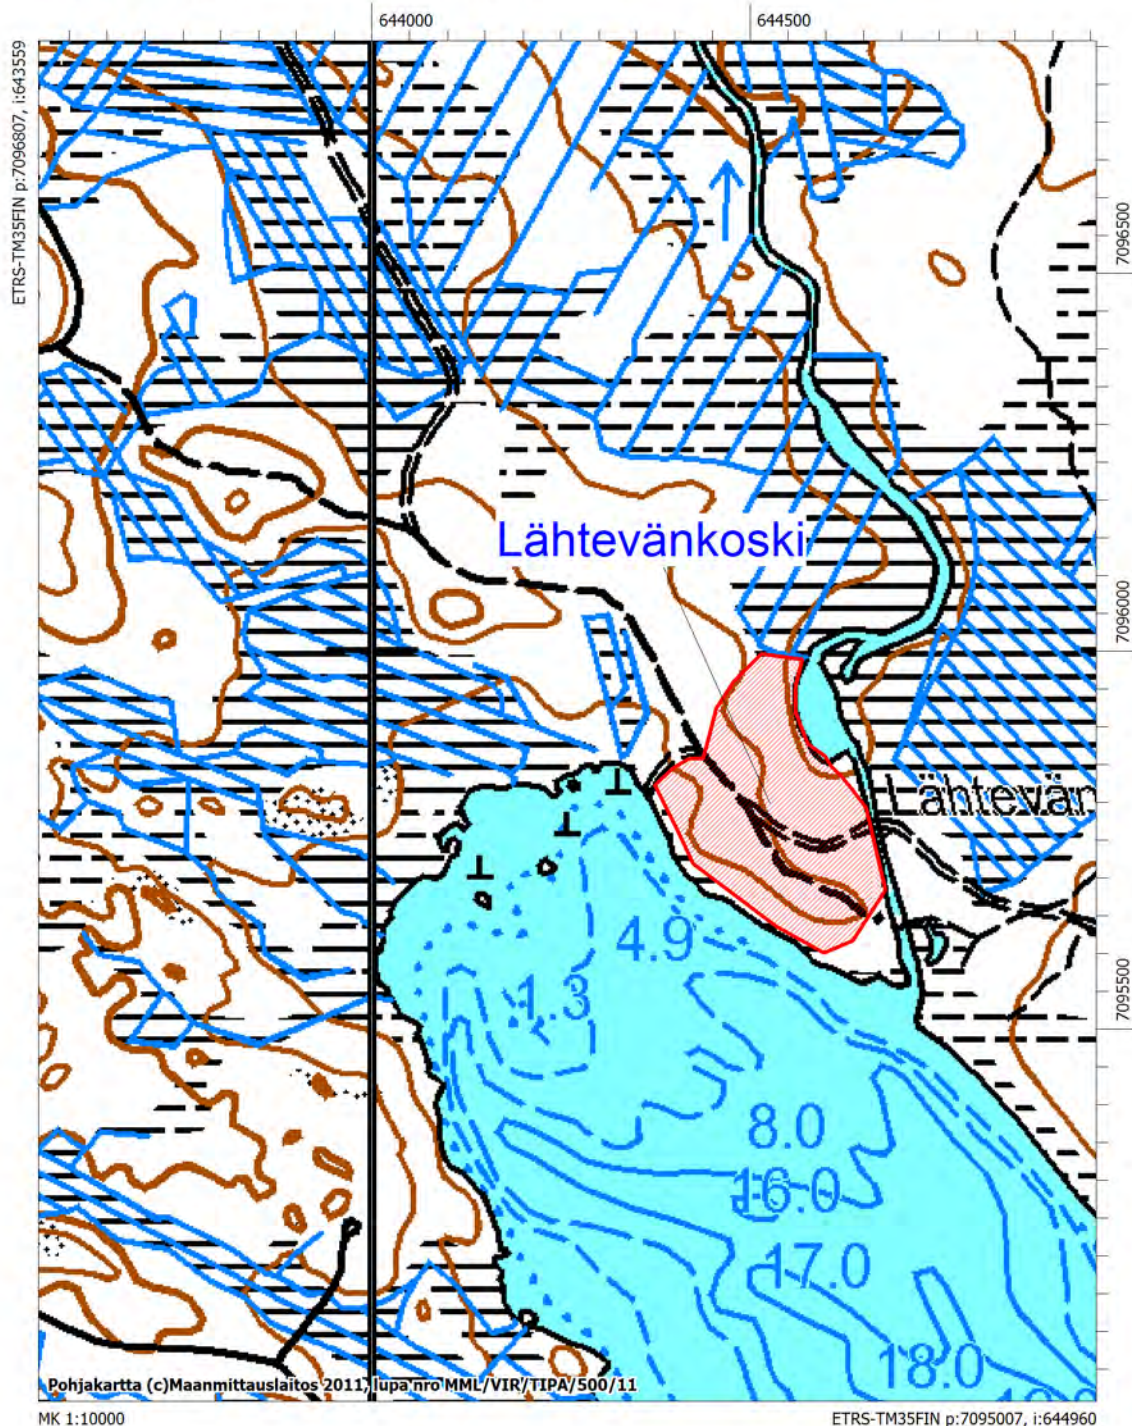 644000
644500
ETRS-TM35FIN p:7096807, i:643559
7096500
Lähtevänkoski
7096000
Lähtevän
4.9
7095500
1.3
8.0
16.0
17.0
18.0
Pohjakartta (c)Maanmittauslaitos 2011, lupa nro MML/VIR/TIPA/500/11
MK 1:10000
ETRS-TM35FIN p:7095007, i:644960